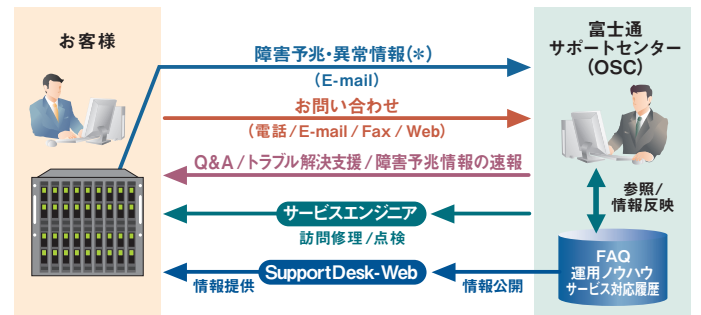 お客様
障害予兆・異常情報(＊)
(E-mail)
お問い合わせ
(電話/E-mail/Fax/Web)
Q&A/トラブル解決支援/障害予兆情報の速報
サービスエンジニア
訪問修理/点検
SupportDesk-Web
情報提供
情報公開
富士通
サポートセンター
(OSC)
参照/
情報反映
FAQ
運用ノウハウ
サービス対応履歴